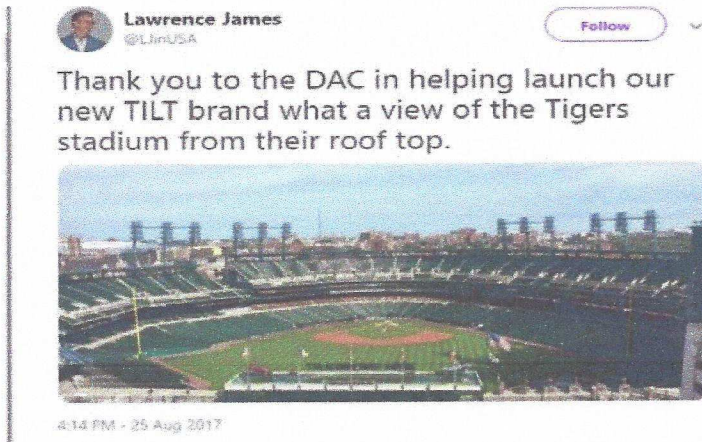 Lawrence James
@LJinUSA
Follow
Thank you to the DAC in helping launch our
new TILT brand what a view of the Tigers
stadium from their roof top.
4:14 PM - 25 Aug 2017